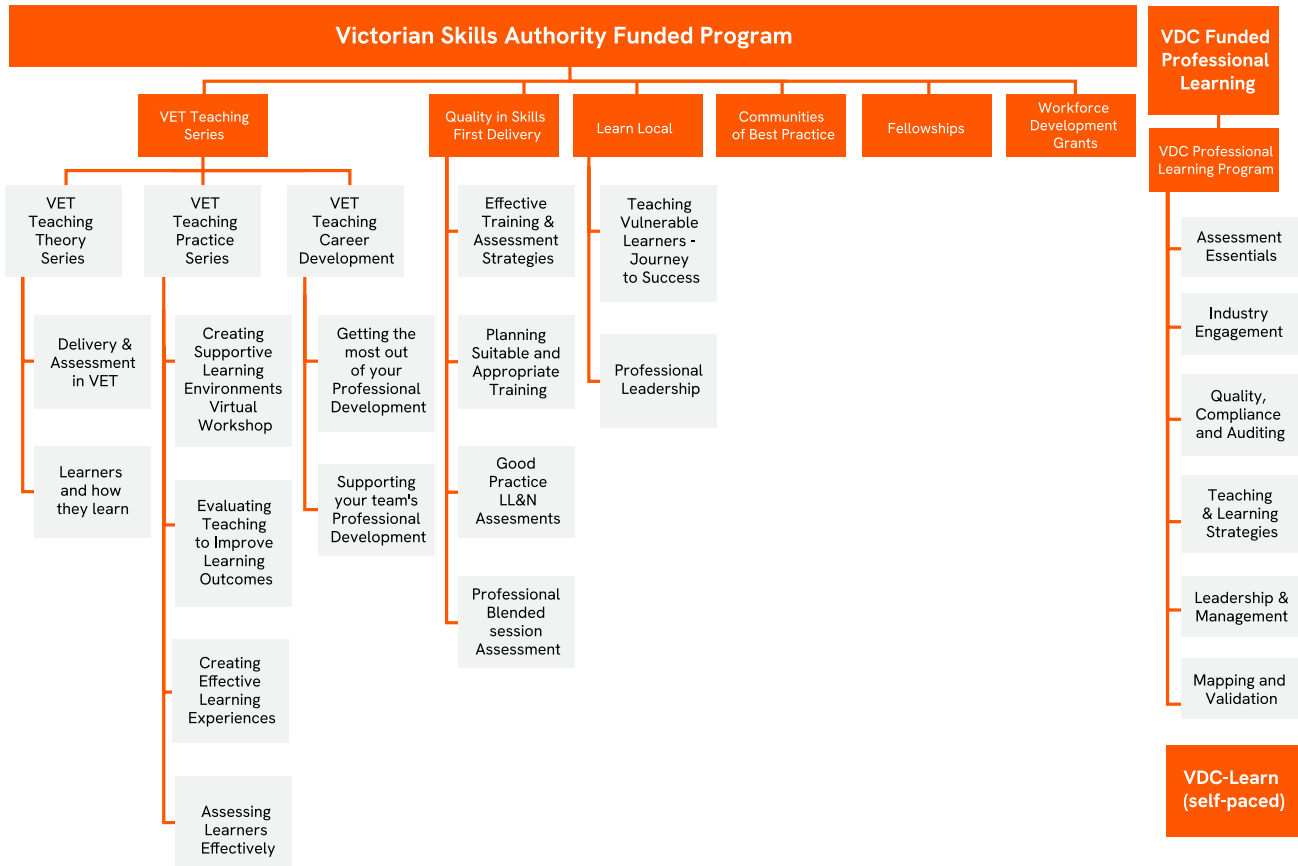 Victorian Skills Authority Funded Program
VET Teaching
Series
VET
Teaching
Theory
Series
Delivery &
Assessment
in VET
Learners
and how
they learn
VET
Teaching
Practice
Series
Creating
Supportive
Learning
Environments
Virtual
Workshop
Evaluating
Teaching
to Improve
Learning
Outcomes
Creating
Effective
Learning
Experiences
Assessing
Learners
Effectively
VET
Teaching
Career
Development
Getting the
most out
of your
Professional
Development
Supporting
your team's
Professional
Development
Quality in Skills
First Delivery
Effective
Training &
Assessment
Strategies
Planning
Suitable and
Appropriate
Training
Good
Practice
LL&N
Assesments
Professional
Blended
session
Assessment
Learn Local
Teaching
Vulnerable
Learners -
Journey
to Success
Professional
Leadership
Communities
of Best Practice
Fellowships
Workforce
Development
Grants
VDC Funded
Professional
Learning
VDC Professional
Learning Program
Assessment
Essentials
Industry
Engagement
Quality,
Compliance
and Auditing
Teaching
& Learning
Strategies
Leadership &
Management
Mapping and
Validation
VDC-Learn
(self-paced)